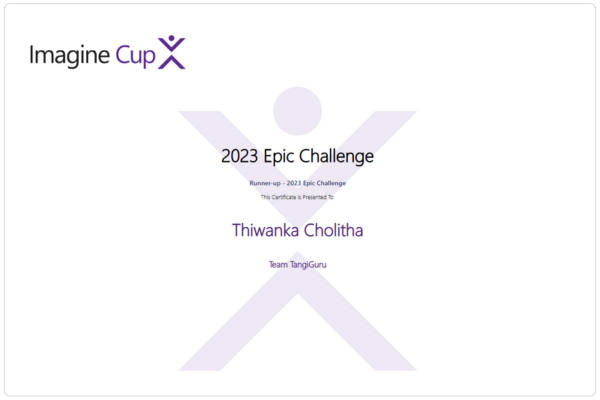 Imagine Cup
2023 Epic Challenge
Runner-up - 2023 Epic Challenge
This Certificate is Presented To
Thiwanka Cholitha
Team TangiGuru